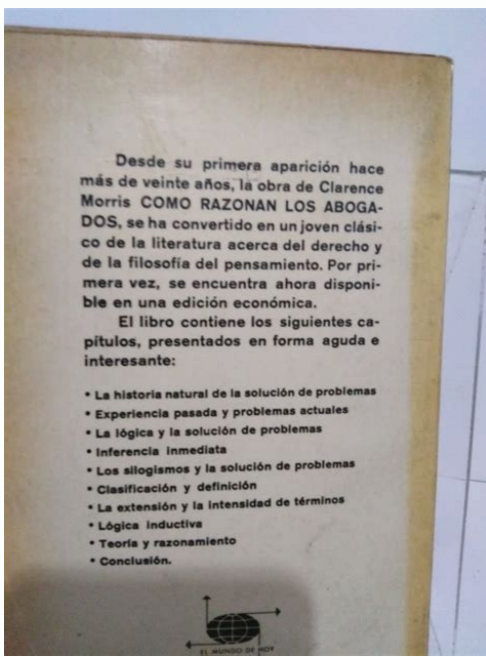 Desde su primera aparición hace
más de veinte años, la obra de Clarence
Morris COMO RAZONAN LOS ABOGA-
DOS, se ha convertido en un joven clási-
co de la literatura acerca del derecho y
de la filosofía del pensamiento. Por pri-
mera vez, se encuentra ahora disponi-
ble en una edición económica.
El libro contiene los siguientes ca-
pítulos, presentados en forma aguda e
interesante:
• La historia natural de la solución de problemas
• Experiencia pasada y problemas actuales
• La lógica y la solución de problemas
• Inferencia inmediata
• Los silogismos y la solución de problemas
• Clasificación y definición
• La extensión y la intensidad de términos
• Lógica inductiva
• Teoría y razonamiento
• Conclusión.
EL MUNDO DE HOY